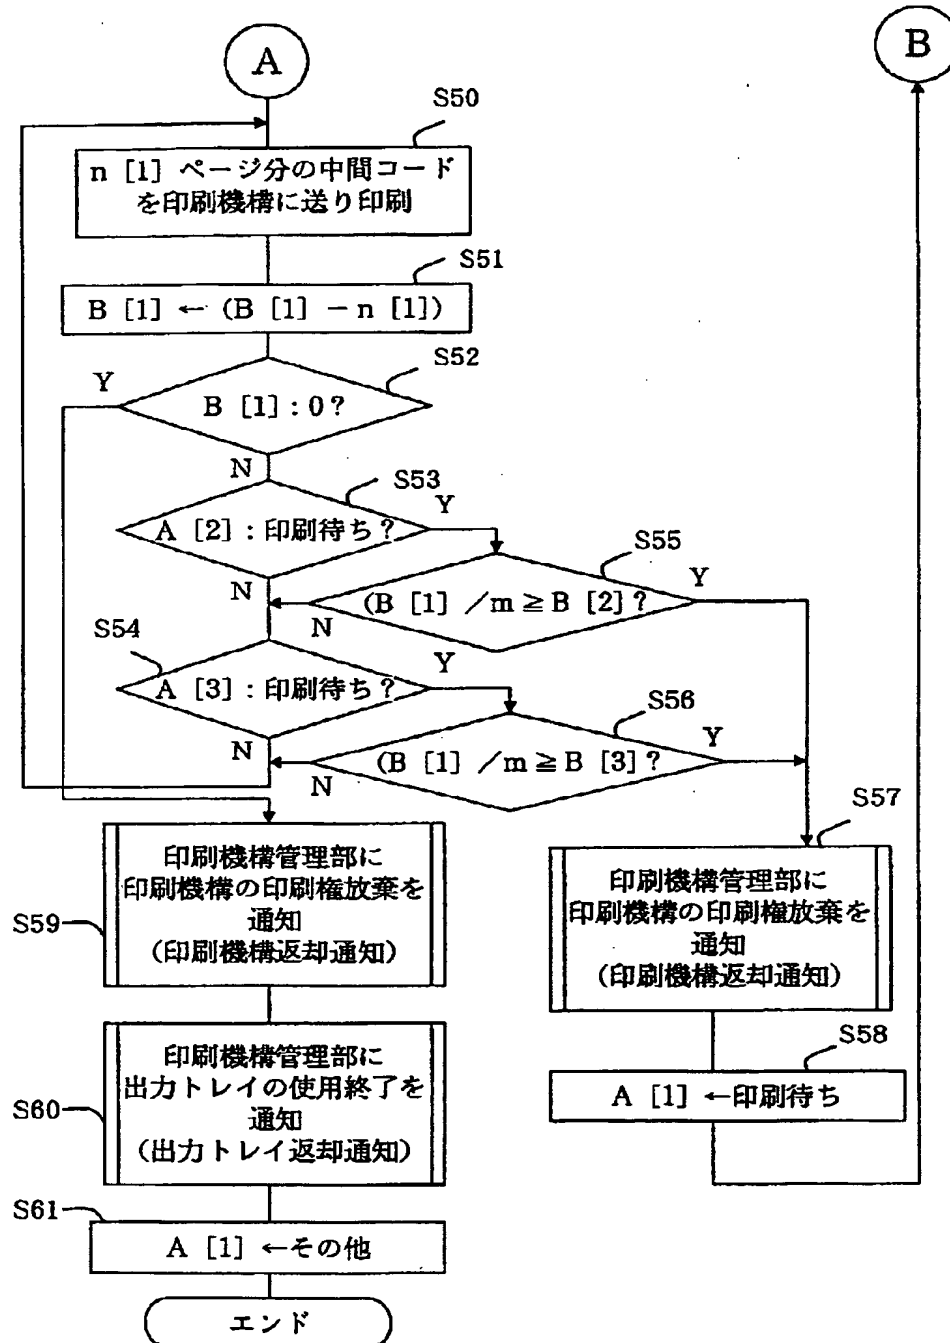 A
B
S50
n [1] ページ分の中間コード
を印刷機構に送り印刷
S51
B [1] ← (B [1] －n [1])
S52
Y
B [1] : 0?
N
S53
Y
A [2] : 印刷待ち?
N
S55
Y
(B [1] /m≧B [2]?
N
S54
Y
A [3] : 印刷待ち?
N
S56
Y
(B [1] /m≧B [3]?
N
S57
印刷機構管理部に
印刷機構の印刷権放棄を
通知
(印刷機構返却通知)
S58
A [1] ←印刷待ち
S59
印刷機構管理部に
印刷機構の印刷権放棄を
通知
(印刷機構返却通知)
S60
印刷機構管理部に
出力トレイの使用終了を
通知
(出力トレイ返却通知)
S61
A [1] ←その他
エンド